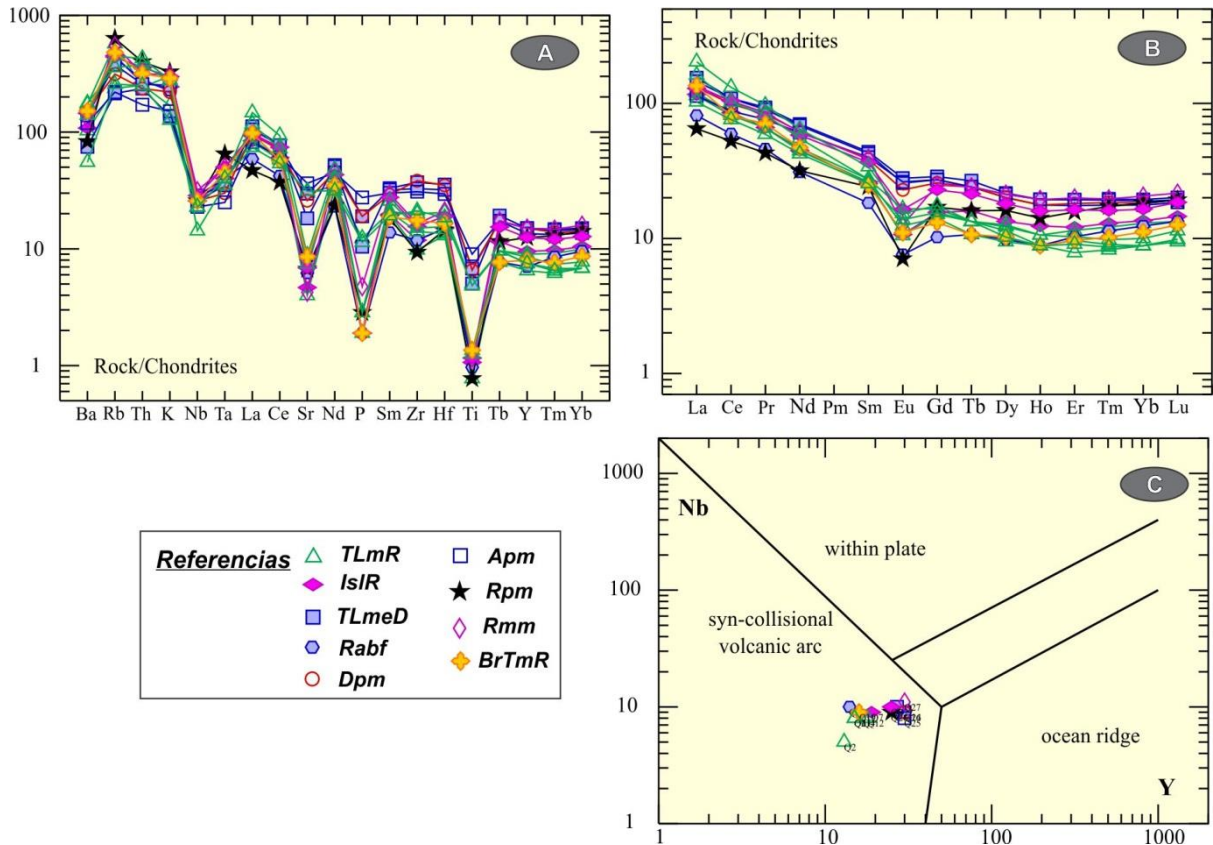 1000
100
10
1
A
Rock/Chondrites
Ba Rb Th K Nb Ta La Ce Sr Nd P Sm Zr Hf Ti Tb Y Tm Yb
Rock/Chondrites
B
100
10
1
La Ce Pr Nd Pm Sm Eu Gd Tb Dy Ho Er Tm Yb Lu
Referencias
TLmR
IsIR
TLmeD
Rabf
Dpm
Apm
Rpm
Rmm
BrTmR
1000
100
10
1
Nb
C
within plate
syn-collisional
volcanic arc
ocean ridge
Q2
Y
1 10 100 1000